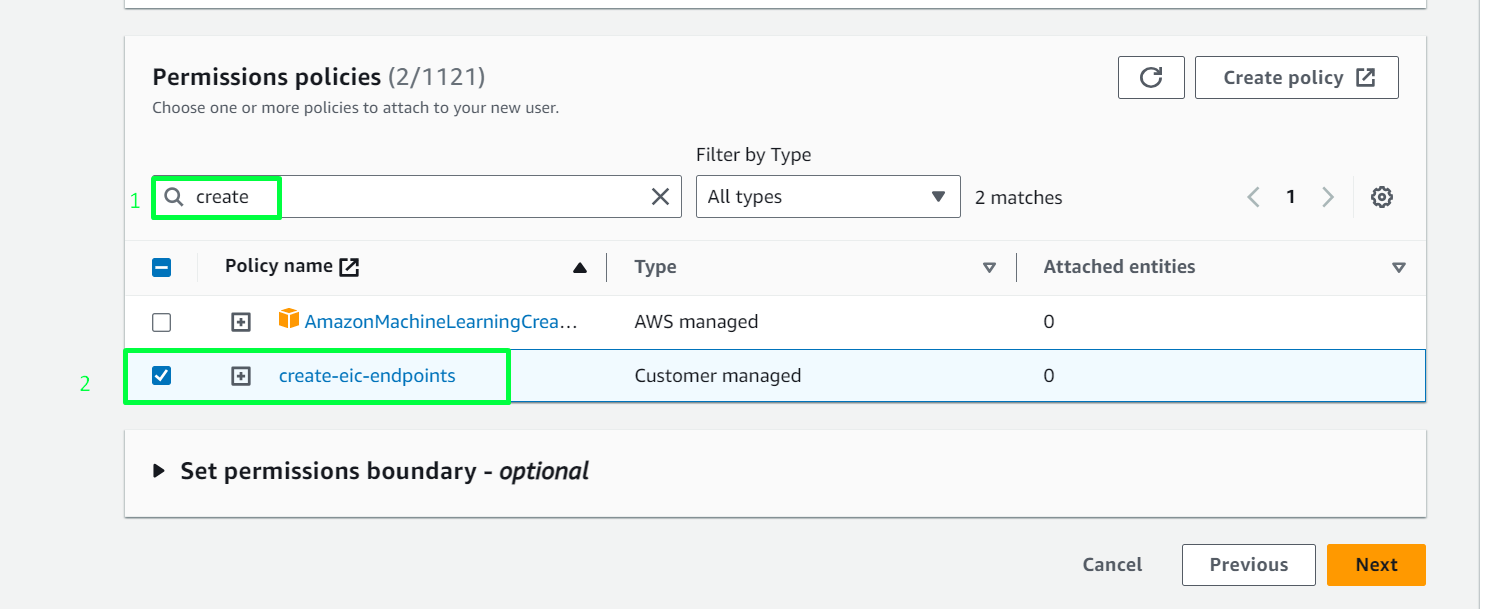 Permissions policies (2/1121)
Create policy
Choose one or more policies to attach to your new user.
Filter by Type
1
create
All types
2 matches
1
Policy name
Type
Attached entities
AmazonMachineLearningCrea...
AWS managed
0
2
create-eic-endpoints
Customer managed
0
Set permissions boundary - optional
Cancel
Previous
Next